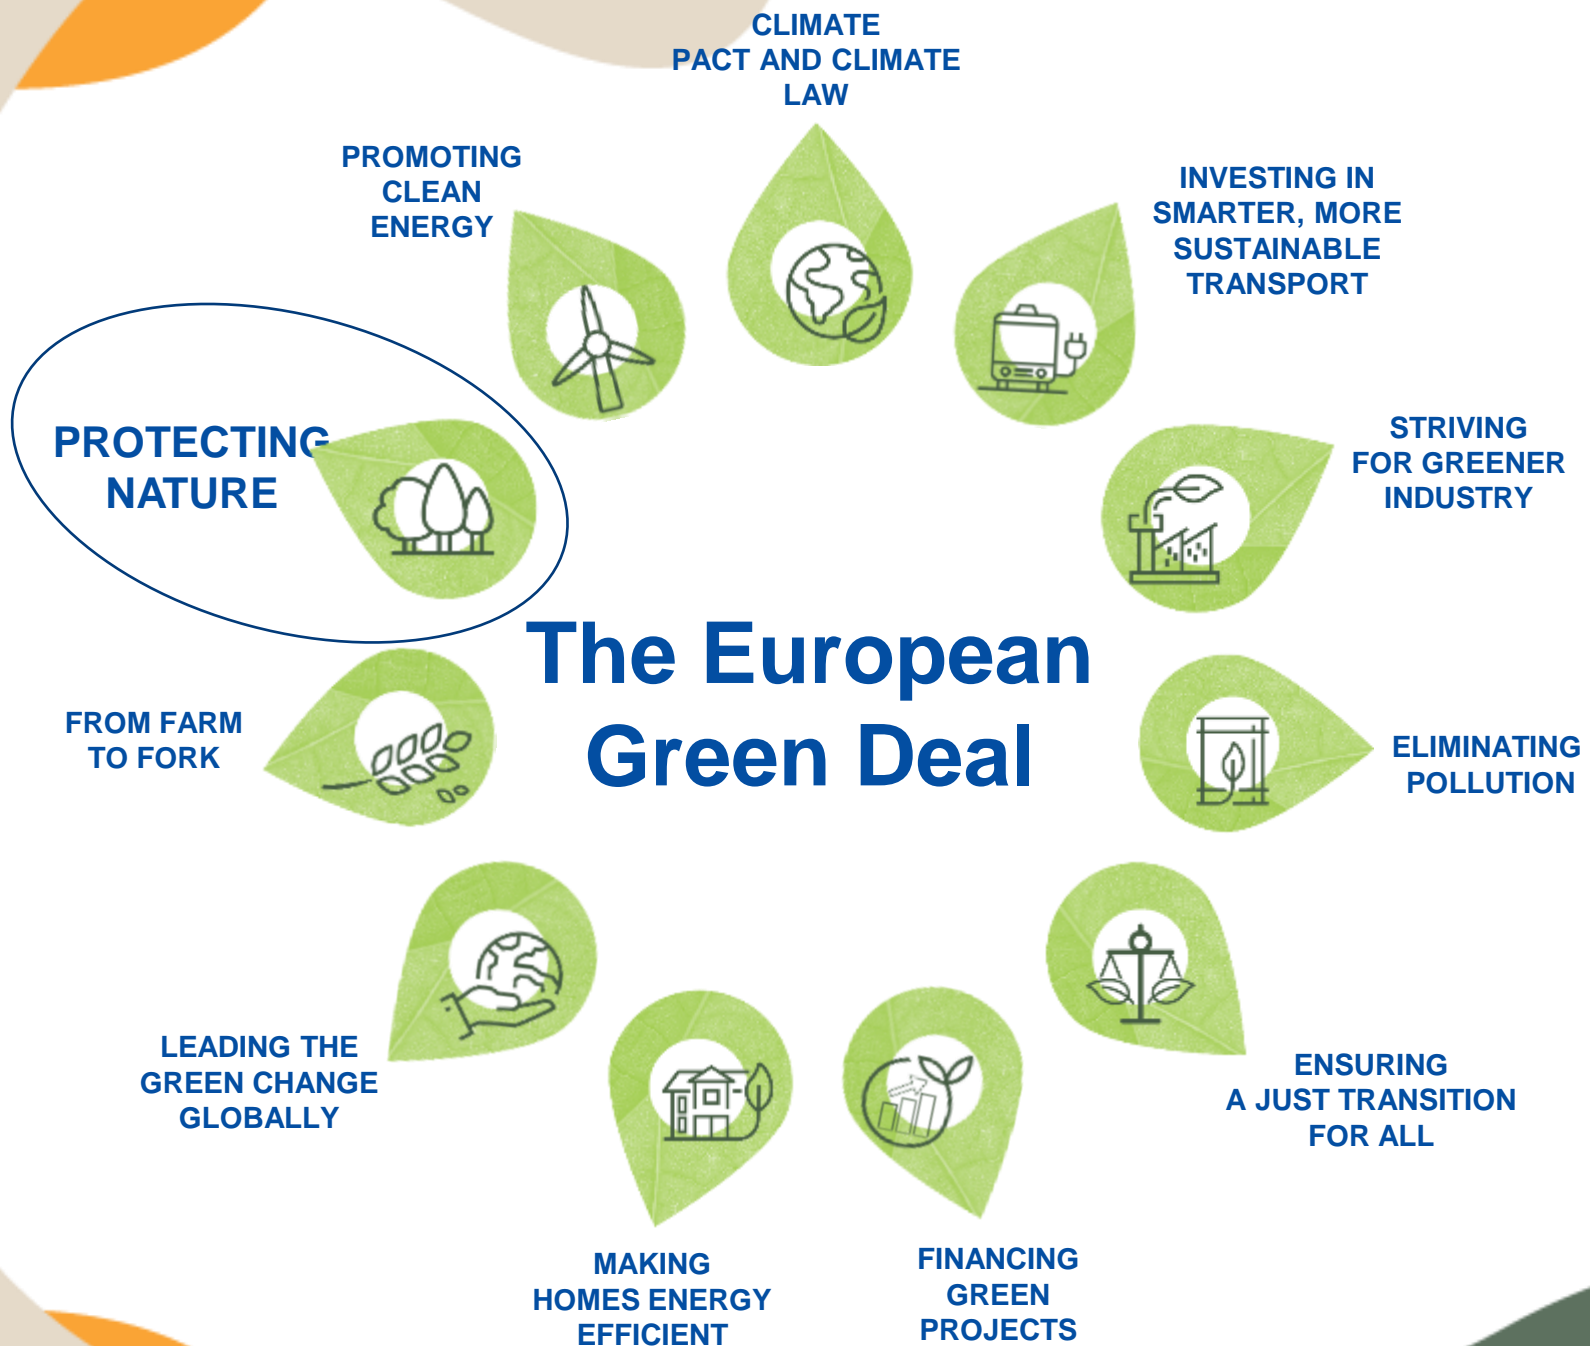 CLIMATE
PACT AND CLIMATE
LAW
PROMOTING
CLEAN
ENERGY
INVESTING IN
SMARTER, MORE
SUSTAINABLE
TRANSPORT
PROTECTING
NATURE
STRIVING
FOR GREENER
INDUSTRY
The European
Green Deal
FROM FARM
TO FORK
ELIMINATING
POLLUTION
LEADING THE
GREEN CHANGE
GLOBALLY
ENSURING
A JUST TRANSITION
FOR ALL
MAKING
HOMES ENERGY
EFFICIENT
FINANCING
GREEN
PROJECTS